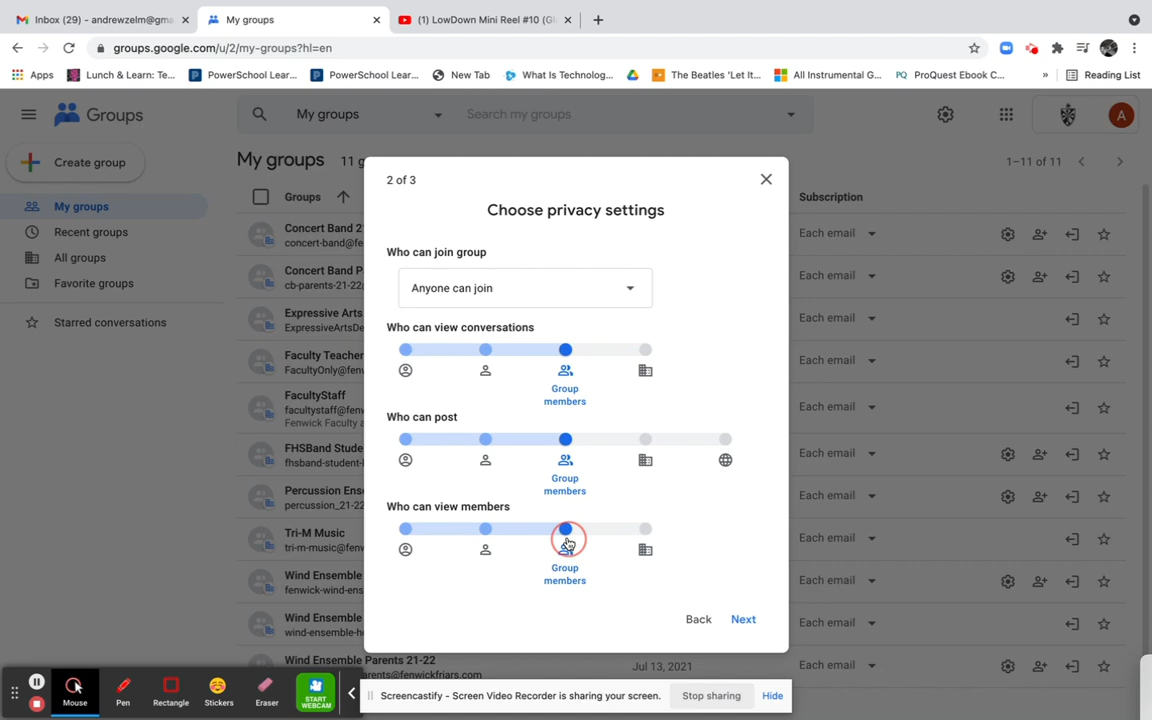 Inbox (29) - andrewzelm@gma
My groups
(1) LowDown Mini Reel #10 (Gl
groups.google.com/u/2/my-groups?hl=en
Apps
Lunch & Learn: Te...
PowerSchool Lear...
PowerSchool Lear...
New Tab
What Is Technolog...
The Beatles 'Let It...
All Instrumental G...
PQ
ProQuest Ebook C...
»
Reading List
Groups
My groups
Search my groups
A
Create group
My groups
11 g
1–11 of 11
My groups
Recent groups
All groups
Favorite groups
Starred conversations
Groups
Subscription
Concert Band 2
concert-band@fe
Each email
Concert Band P
cb-parents-21-22
Each email
Expressive Arts
ExpressiveArtsDe
Each email
Faculty Teacher
FacultyOnly@fenw
Each email
FacultyStaff
facultystaff@fenw
Fenwick Faculty a
Each email
FHSBand Stude
fhsband-student-l
Each email
Percussion Ens
percussion_21-22
Each email
Tri-M Music
tri-m-music@fenw
Each email
Wind Ensemble
fenwick-wind-ens
Each email
Wind Ensemble
wind-ensemble-h
Each email
Wind Ensemble Parents 21-22
arents@fenwickfriars.com
Jul 13, 2021
Each email
2 of 3
Choose privacy settings
Who can join group
Anyone can join
Who can view conversations
Group
members
Who can post
Group
members
Who can view members
Group
members
Back
Next
Mouse
Pen
Rectangle
Stickers
Eraser
START
WEBCAM
Screencastify - Screen Video Recorder is sharing your screen.
Stop sharing
Hide